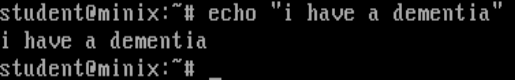 student@minix:~# echo "i have a dementia"
i have a dementia
student@minix:~# _